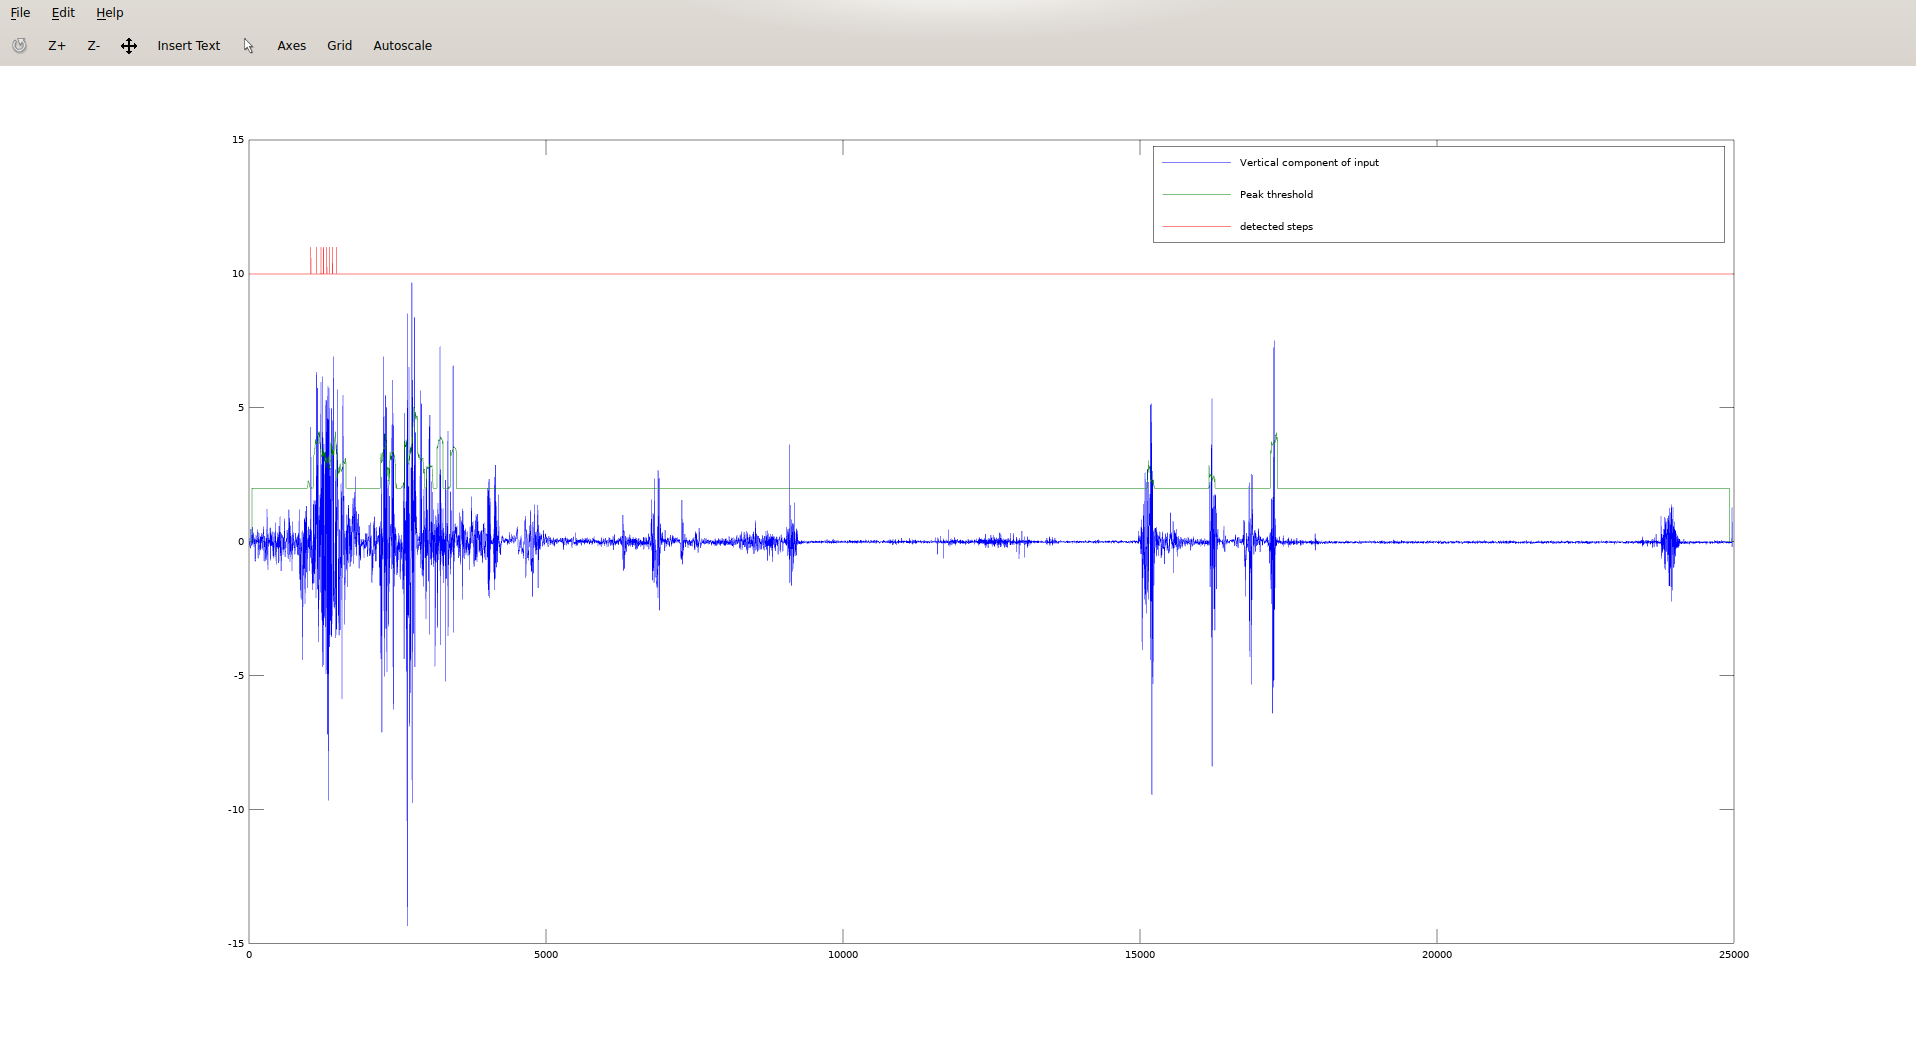 File Edit Help
Z+ Z- Insert Text Axes Grid Autoscale
15
Vertical component of input
Peak threshold
detected steps
10
5
0
-5
-10
-15
0 5000 10000 15000 20000 25000